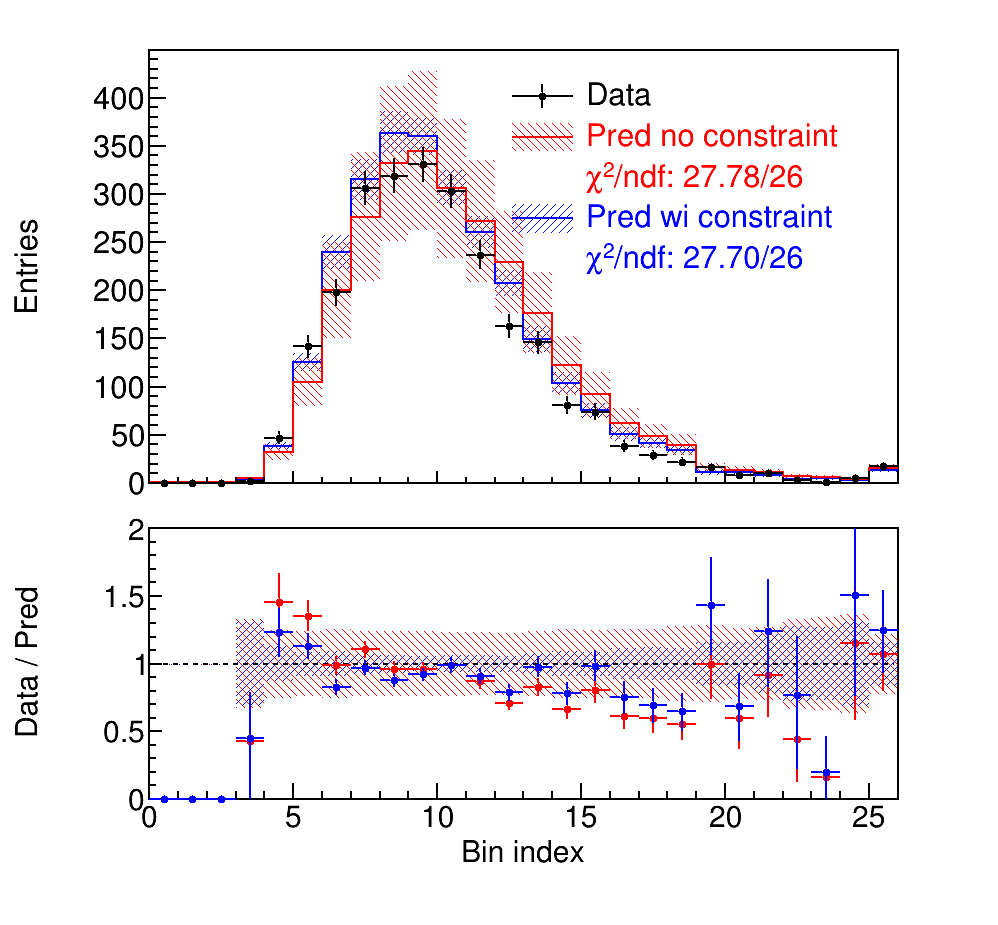 Entries
400
350
300
250
200
150
100
50
0
Data
Pred no constraint
χ²/ndf: 27.78/26
Pred wi constraint
χ²/ndf: 27.70/26
Data / Pred
2
1.5
1
0.5
0
0 5 10 15 20 25
Bin index